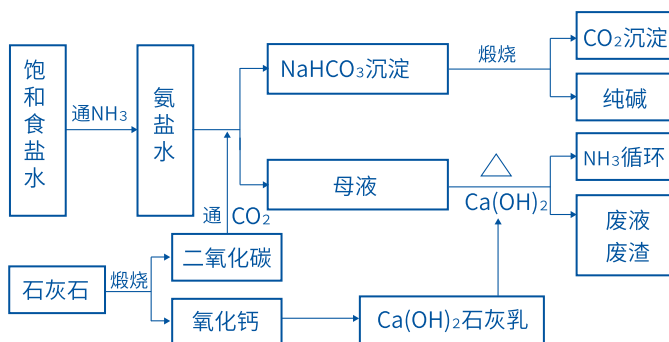 饱和食盐水
通NH3
氨盐水
NaHCO3沉淀
煅烧
CO2沉淀
纯碱
母液
Ca(OH)2
NH3循环
废液
废渣
通 CO2
二氧化碳
石灰石
煅烧
氧化钙
Ca(OH)2石灰乳